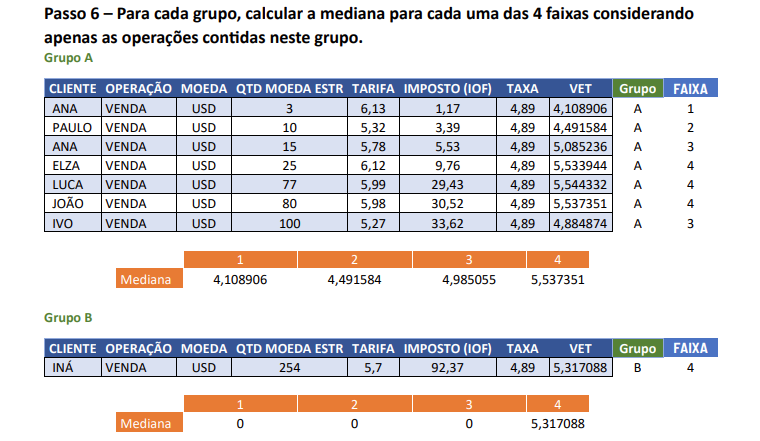 Passo 6 – Para cada grupo, calcular a mediana para cada uma das 4 faixas considerando
apenas as operações contidas neste grupo.
Grupo A
CLIENTE OPERAÇÃO MOEDA QTD MOEDA ESTR TARIFA IMPOSTO (IOF) TAXA VET Grupo FAIXA
ANA VENDA USD 3 6,13 1,17 4,89 4,108906 A 1
PAULO VENDA USD 10 5,32 3,39 4,89 4,491584 A 2
ANA VENDA USD 15 5,78 5,53 4,89 5,085236 A 3
ELZA VENDA USD 25 6,12 9,76 4,89 5,533944 A 4
LUCA VENDA USD 77 5,99 29,43 4,89 5,544332 A 4
JOÃO VENDA USD 80 5,98 30,52 4,89 5,537351 A 4
IVO VENDA USD 100 5,27 33,62 4,89 4,884874 A 3
1 2 3 4
Mediana 4,108906 4,491584 4,985055 5,537351
Grupo B
CLIENTE OPERAÇÃO MOEDA QTD MOEDA ESTR TARIFA IMPOSTO (IOF) TAXA VET Grupo FAIXA
INÁ VENDA USD 254 5,7 92,37 4,89 5,317088 B 4
1 2 3 4
Mediana 0 0 0 5,317088